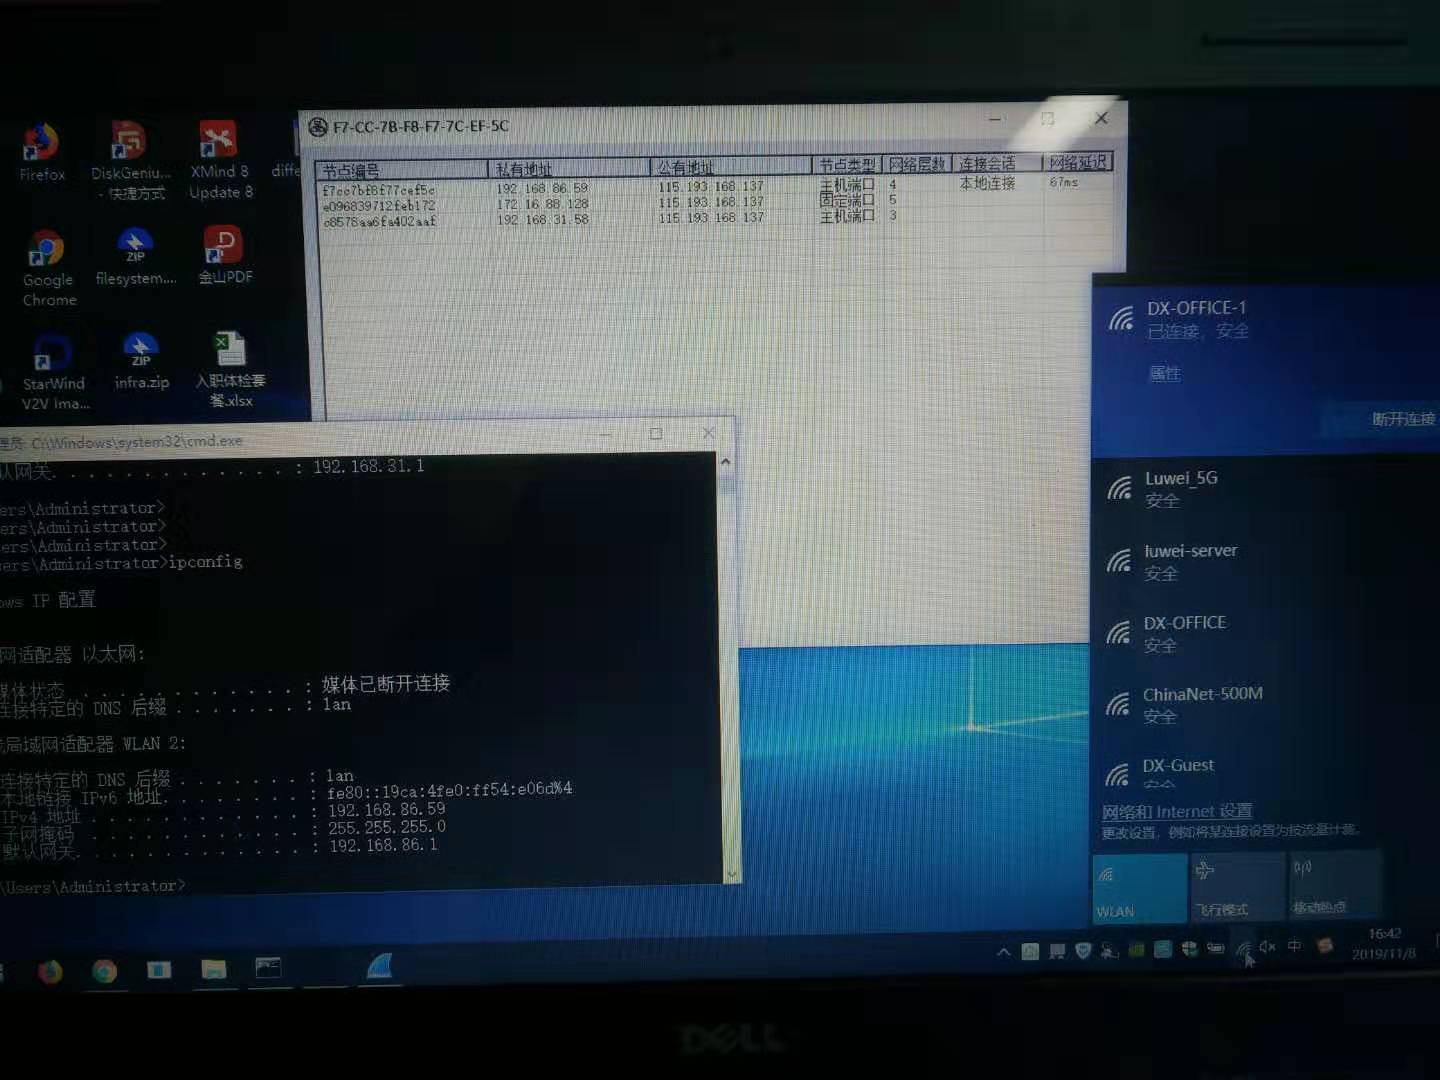 Firefox
DiskGeniu...
- 快捷方式
XMind 8
Update 8
diffe
Google
Chrome
filesystem....
金山PDF
StarWind
V2V Ima...
infra.zip
入职体检套
餐.xlsx
F7-CC-7B-F8-F7-7C-EF-5C
节点编号 私有地址 公有地址 节点类型 网络层数 连接会话 网络延迟
f7cc7bf8f77cef5c 192.168.86.59 115.193.168.137 主机端口 4 本地连接 67ms
e096839712feb172 172.16.88.128 115.193.168.137 固定端口 5
c8578aa6fa402aaf 192.168.31.58 115.193.168.137 主机端口 3
理员: C:\Windows\system32\cmd.exe
认网关. . . . . . . . . . . . . : 192.168.31.1
ers\Administrator>
ers\Administrator>
ers\Administrator>
ers\Administrator>ipconfig
ows IP 配置
网适配器 以太网:
媒体状态 . . . . . . . . . . . . : 媒体已断开连接
连接特定的 DNS 后缀 . . . . . . . : lan
局域网适配器 WLAN 2:
连接特定的 DNS 后缀 . . . . . . . : lan
本地链接 IPv6 地址. . . . . . . . : fe80::19ca:4fe0:ff54:e06d%4
IPv4 地址 . . . . . . . . . . . . : 192.168.86.59
子网掩码 . . . . . . . . . . . . : 255.255.255.0
默认网关. . . . . . . . . . . . . : 192.168.86.1
\Users\Administrator>
DX-OFFICE-1
已连接，安全
属性
断开连接
Luwei_5G
安全
luwei-server
安全
DX-OFFICE
安全
ChinaNet-500M
安全
DX-Guest
安全
网络和 Internet 设置
更改设置，例如将某连接设置为按流量计费。
WLAN
飞行模式
移动热点
中
16:42
2019/11/8
DELL